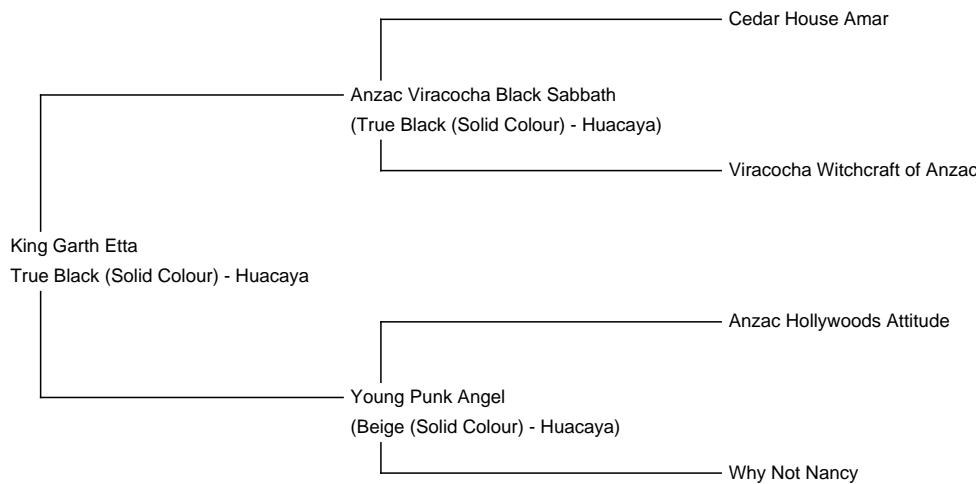 Cedar House Amar
Anzac Viracocha Black Sabbath
(True Black (Solid Colour) - Huacaya)
Viracocha Witchcraft of Anzac
King Garth Etta
True Black (Solid Colour) - Huacaya
Anzac Hollywoods Attitude
Young Punk Angel
(Beige (Solid Colour) - Huacaya)
Why Not Nancy